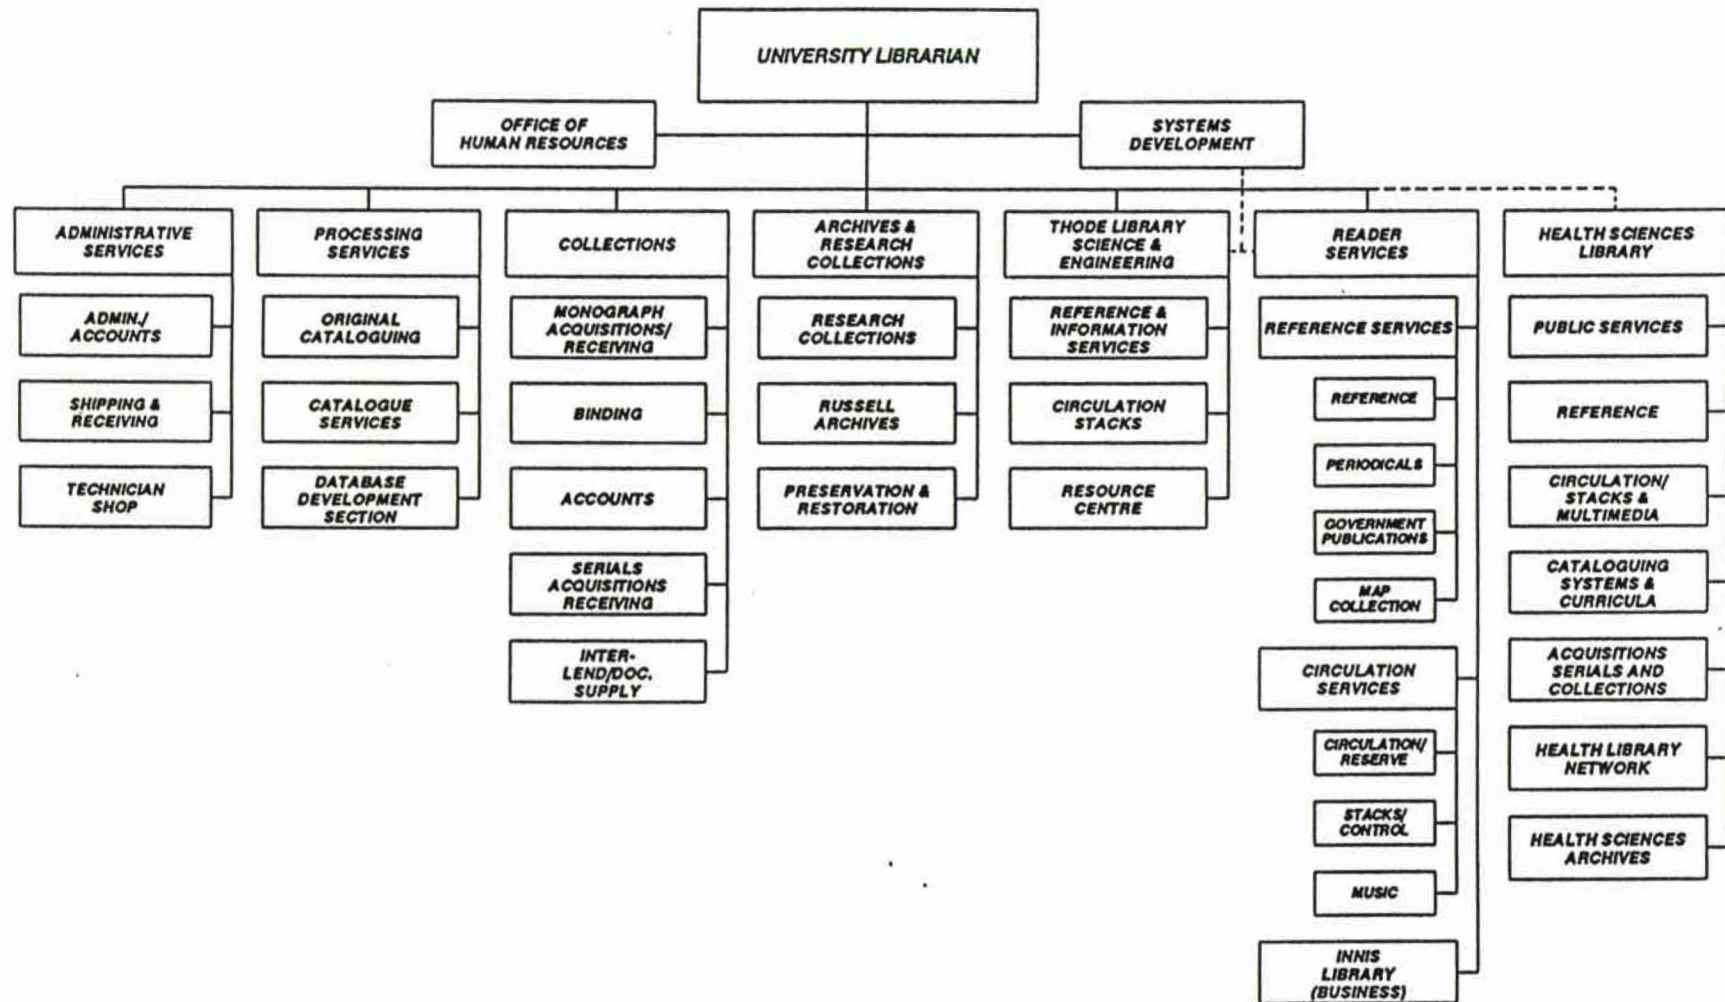 UNIVERSITY LIBRARIAN
OFFICE OF
HUMAN RESOURCES
SYSTEMS
DEVELOPMENT
ADMINISTRATIVE
SERVICES
ADMIN./
ACCOUNTS
SHIPPING &
RECEIVING
TECHNICIAN
SHOP
PROCESSING
SERVICES
ORIGINAL
CATALOGUING
CATALOGUE
SERVICES
DATABASE
DEVELOPMENT
SECTION
COLLECTIONS
MONOGRAPH
ACQUISITIONS/
RECEIVING
BINDING
ACCOUNTS
SERIALS
ACQUISITIONS
RECEIVING
INTER-
LEND/DOC.
SUPPLY
ARCHIVES &
RESEARCH
COLLECTIONS
RESEARCH
COLLECTIONS
RUSSELL
ARCHIVES
PRESERVATION &
RESTORATION
THODE LIBRARY
SCIENCE &
ENGINEERING
REFERENCE &
INFORMATION
SERVICES
CIRCULATION
STACKS
RESOURCE
CENTRE
READER
SERVICES
REFERENCE SERVICES
REFERENCE
PERIODICALS
GOVERNMENT
PUBLICATIONS
MAP
COLLECTION
CIRCULATION
SERVICES
CIRCULATION/
RESERVE
STACKS/
CONTROL
MUSIC
INNIS
LIBRARY
(BUSINESS)
HEALTH SCIENCES
LIBRARY
PUBLIC SERVICES
REFERENCE
CIRCULATION/
STACKS &
MULTIMEDIA
CATALOGUING
SYSTEMS &
CURRICULA
ACQUISITIONS
SERIALS AND
COLLECTIONS
HEALTH LIBRARY
NETWORK
HEALTH SCIENCES
ARCHIVES